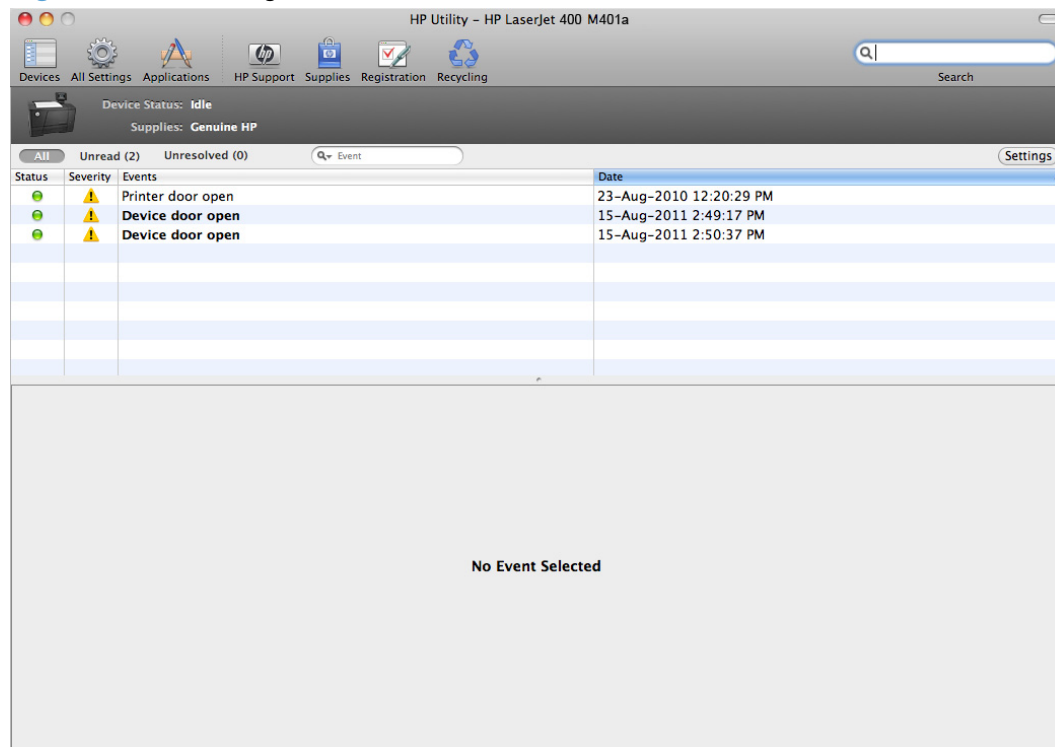 HP Utility – HP LaserJet 400 M401a
Devices All Settings Applications HP Support Supplies Registration Recycling Search
Device Status: Idle
Supplies: Genuine HP
All Unread (2) Unresolved (0) Event Settings
Status Severity Events Date
Printer door open 23-Aug-2010 12:20:29 PM
Device door open 15-Aug-2011 2:49:17 PM
Device door open 15-Aug-2011 2:50:37 PM
No Event Selected